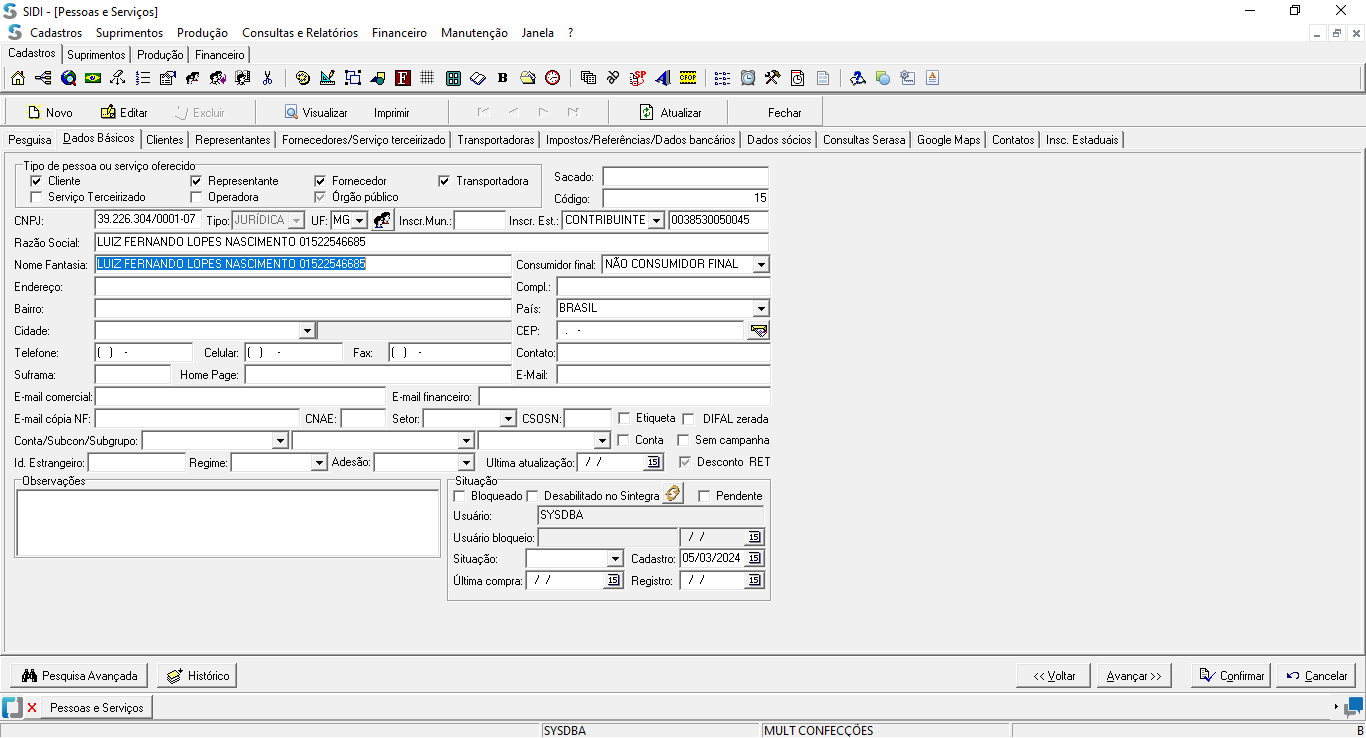 SIDI - [Pessoas e Serviços]
Cadastros Suprimentos Produção Consultas e Relatórios Financeiro Manutenção Janela ?
Cadastros Suprimentos Produção Financeiro
F B SP CFOP
Novo Editar Excluir Visualizar Imprimir Atualizar Fechar
Pesquisa Dados Básicos Clientes Representantes Fornecedores/Serviço terceirizado Transportadoras Impostos/Referências/Dados bancários Dados sócios Consultas Serasa Google Maps Contatos Insc. Estaduais
Tipo de pessoa ou serviço oferecido
Cliente Representante Fornecedor Transportadora Sacado:
Serviço Terceirizado Operadora Órgão público Código: 15
CNPJ: 39.226.304/0001-07 Tipo: JURÍDICA UF: MG Inscr.Mun.: Inscr. Est.: CONTRIBUINTE 0038530050045
Razão Social: LUIZ FERNANDO LOPES NASCIMENTO 01522546685
Nome Fantasia: LUIZ FERNANDO LOPES NASCIMENTO 01522546685 Consumidor final: NÃO CONSUMIDOR FINAL
Endereço: Compl.:
Bairro: País: BRASIL
Cidade: CEP: . -
Telefone: ( ) - Celular: ( ) - Fax: ( ) - Contato:
Suframa: Home Page: E-Mail:
E-mail comercial: E-mail financeiro:
E-mail cópia NF: CNAE: Setor: CSOSN: Etiqueta DIFAL zerada
Conta/Subcon/Subgrupo: Conta Sem campanha
Id. Estrangeiro: Regime: Adesão: Ultima atualização: / / 15 Desconto RET
Observações Situação
Bloqueado Desabilitado no Sintegra Pendente
Usuário: SYSDBA
Usuário bloqueio: / / 15
Situação: Cadastro: 05/03/2024 15
Última compra: / / 15 Registro: / / 15
Pesquisa Avançada Histórico << Voltar Avançar >> Confirmar Cancelar
Pessoas e Serviços
SYSDBA MULT CONFECÇÕES B